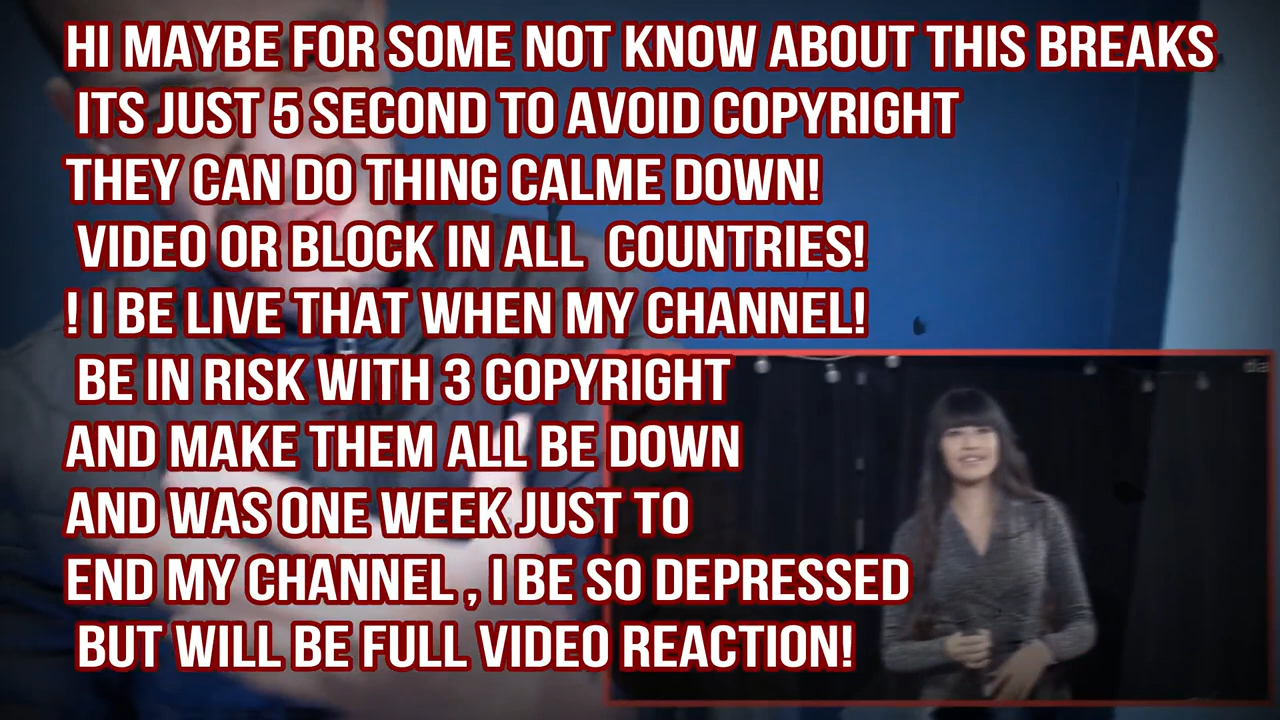 HI MAYBE FOR SOME NOT KNOW ABOUT THIS BREAKS
ITS JUST 5 SECOND TO AVOID COPYRIGHT
THEY CAN DO THING CALME DOWN!
VIDEO OR BLOCK IN ALL COUNTRIES!
! I BE LIVE THAT WHEN MY CHANNEL!
BE IN RISK WITH 3 COPYRIGHT
AND MAKE THEM ALL BE DOWN
AND WAS ONE WEEK JUST TO
END MY CHANNEL , I BE SO DEPRESSED
BUT WILL BE FULL VIDEO REACTION!